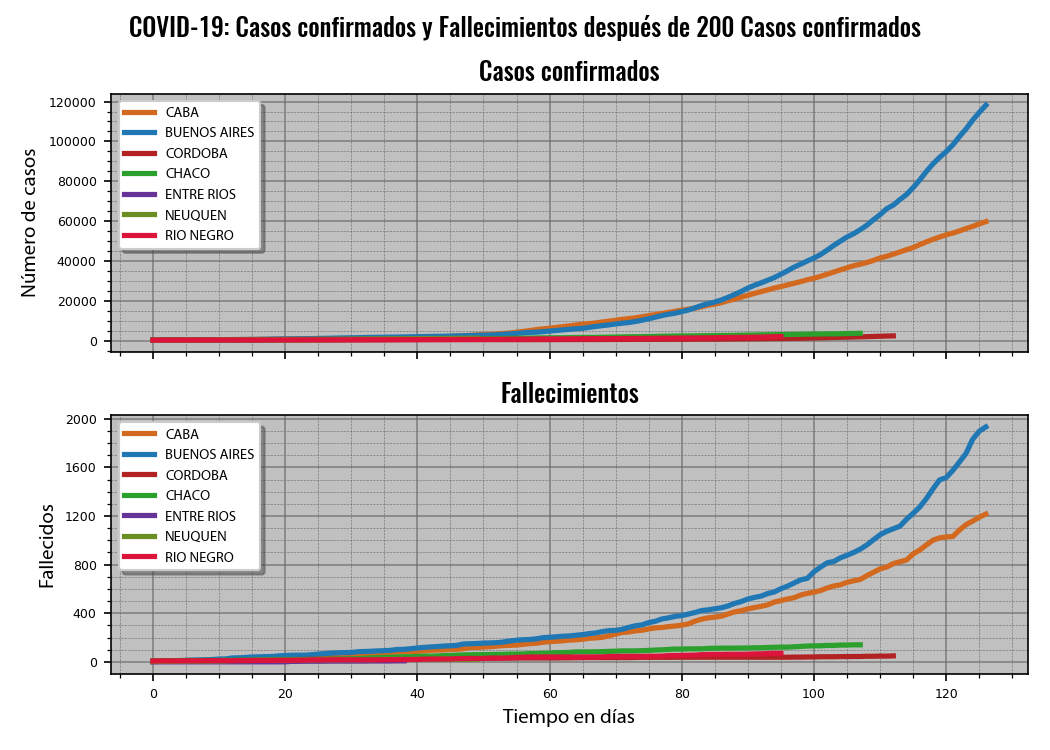 COVID-19: Casos confirmados y Fallecimientos después de 200 Casos confirmados
Casos confirmados
Número de casos
120000
100000
80000
60000
40000
20000
0
CABA
BUENOS AIRES
CORDOBA
CHACO
ENTRE RIOS
NEUQUEN
RIO NEGRO
Fallecimientos
Fallecidos
2000
1600
1200
800
400
0
CABA
BUENOS AIRES
CORDOBA
CHACO
ENTRE RIOS
NEUQUEN
RIO NEGRO
0 20 40 60 80 100 120
Tiempo en días